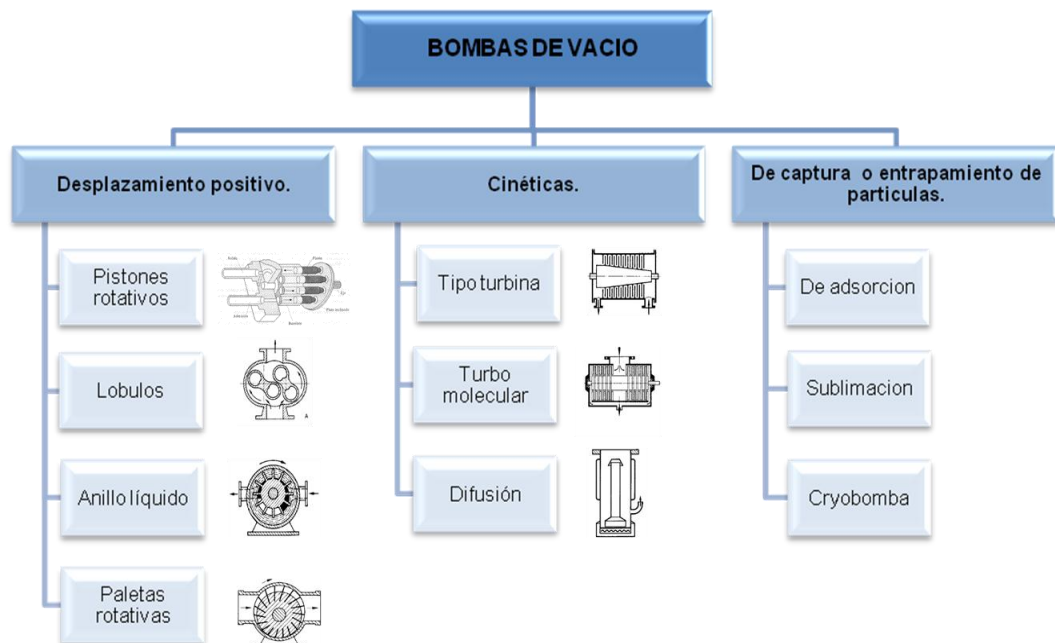 BOMBAS DE VACIO
Desplazamiento positivo.
Cinéticas.
De captura o entrapamiento de
particulas.
Pistones
rotativos
Lobulos
Anillo líquido
Paletas
rotativas
Tipo turbina
Turbo
molecular
Difusión
De adsorcion
Sublimacion
Cryobomba
A